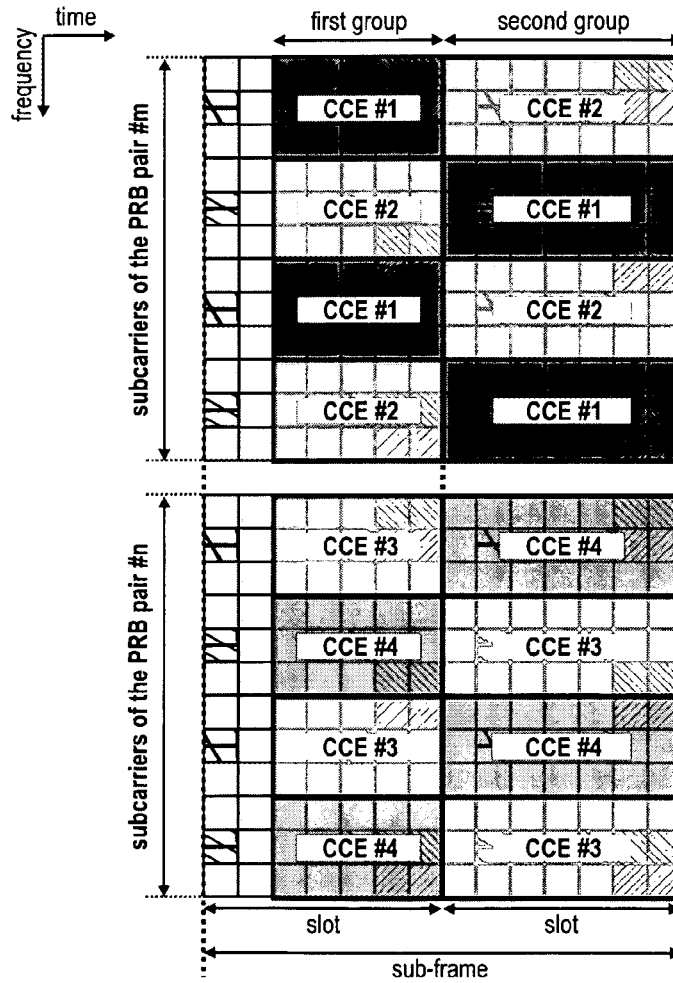 time
first group
second group
frequency
subcarriers of the PRB pair #m
CCE #1
CCE #2
CCE #2
CCE #1
CCE #1
CCE #2
CCE #2
CCE #1
subcarriers of the PRB pair #n
CCE #3
CCE #4
CCE #4
CCE #3
CCE #3
CCE #4
CCE #4
CCE #3
slot
slot
sub-frame